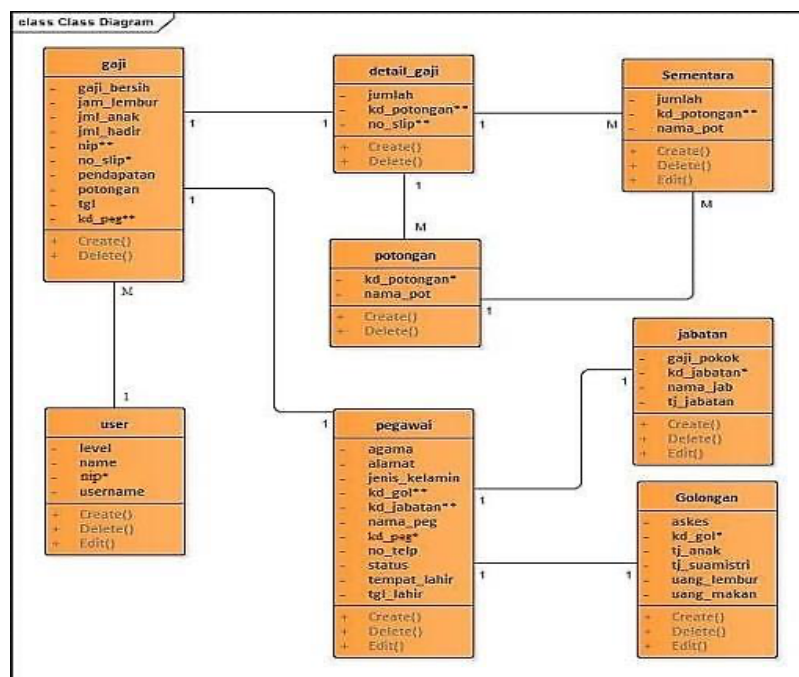 class Class Diagram
gaji
- gaji_bersih
- jam_lembur
- jml_anak
- jml_hadir
- nip**
- no_slip*
- pendapatan
- potongan
- tgl
- kd_peg**
+ Create()
+ Delete()
detail_gaji
- jumlah
- kd_potongan**
- no_slip**
+ Create()
+ Delete()
Sementara
- jumlah
- kd_potongan**
- nama_pot
+ Create()
+ Delete()
+ Edit()
1
1
1
M
1
M
M
1
potongan
- kd_potongan*
- nama_pot
+ Create()
+ Delete()
1
1
M
1
user
- level
- name
- nip*
- username
+ Create()
+ Delete()
+ Edit()
pegawai
- agama
- alamat
- jenis_kelamin
- kd_gol**
- kd_jabatan**
- nama_peg
- kd_peg*
- no_telp
- status
- tempat_lahir
- tgl_lahir
+ Create()
+ Delete()
+ Edit()
jabatan
- gaji_pokok
- kd_jabatan*
- nama_jab
- tj_jabatan
+ Create()
+ Delete()
+ Edit()
1
1
Golongan
- askes
- kd_gol*
- tj_anak
- tj_suamistri
- uang_lembur
- uang_makan
+ Create()
+ Delete()
+ Edit()
1
1